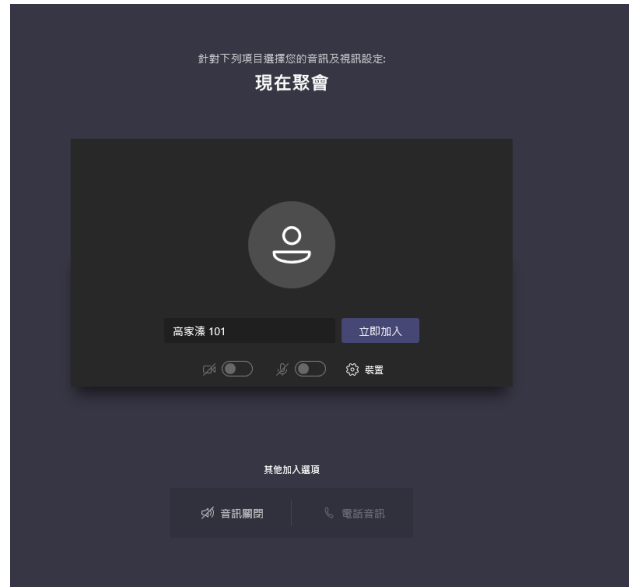 針對下列項目選擇您的音訊及視訊設定:
現在聚會
高家溱 101
立即加入
裝置
其他加入選項
音訊關閉
電話音訊